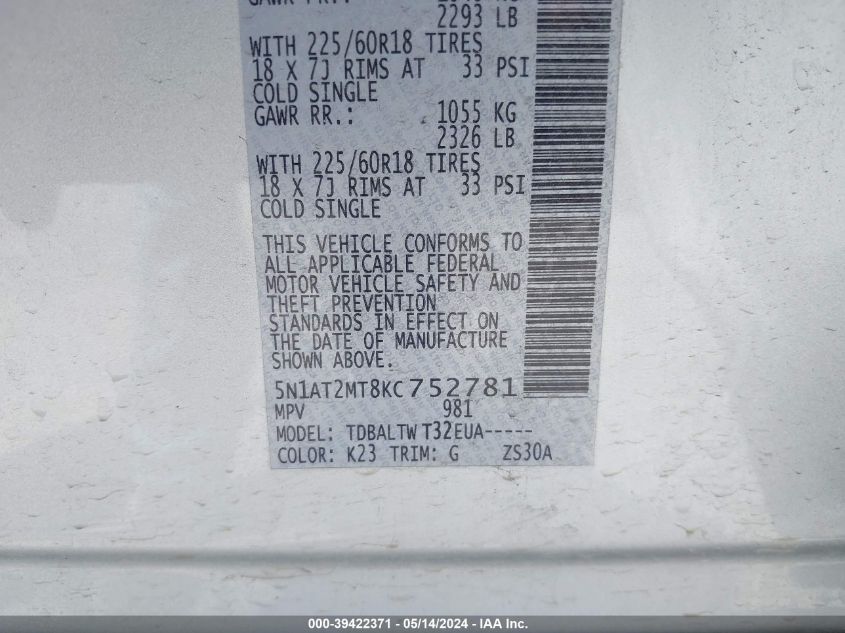 GAWR FR.:
2293 LB
WITH 225/60R18 TIRES
18 X 7J RIMS AT 33 PSI
COLD SINGLE
GAWR RR.: 1055 KG
2326 LB
WITH 225/60R18 TIRES
18 X 7J RIMS AT 33 PSI
COLD SINGLE
THIS VEHICLE CONFORMS TO
ALL APPLICABLE FEDERAL
MOTOR VEHICLE SAFETY AND
THEFT PREVENTION
STANDARDS IN EFFECT ON
THE DATE OF MANUFACTURE
SHOWN ABOVE.
5N1AT2MT8KC752781
MPV 981
MODEL: TDBALTW T32EUA-----
COLOR: K23 TRIM: G ZS30A
000-39422371 - 05/14/2024 - IAA Inc.